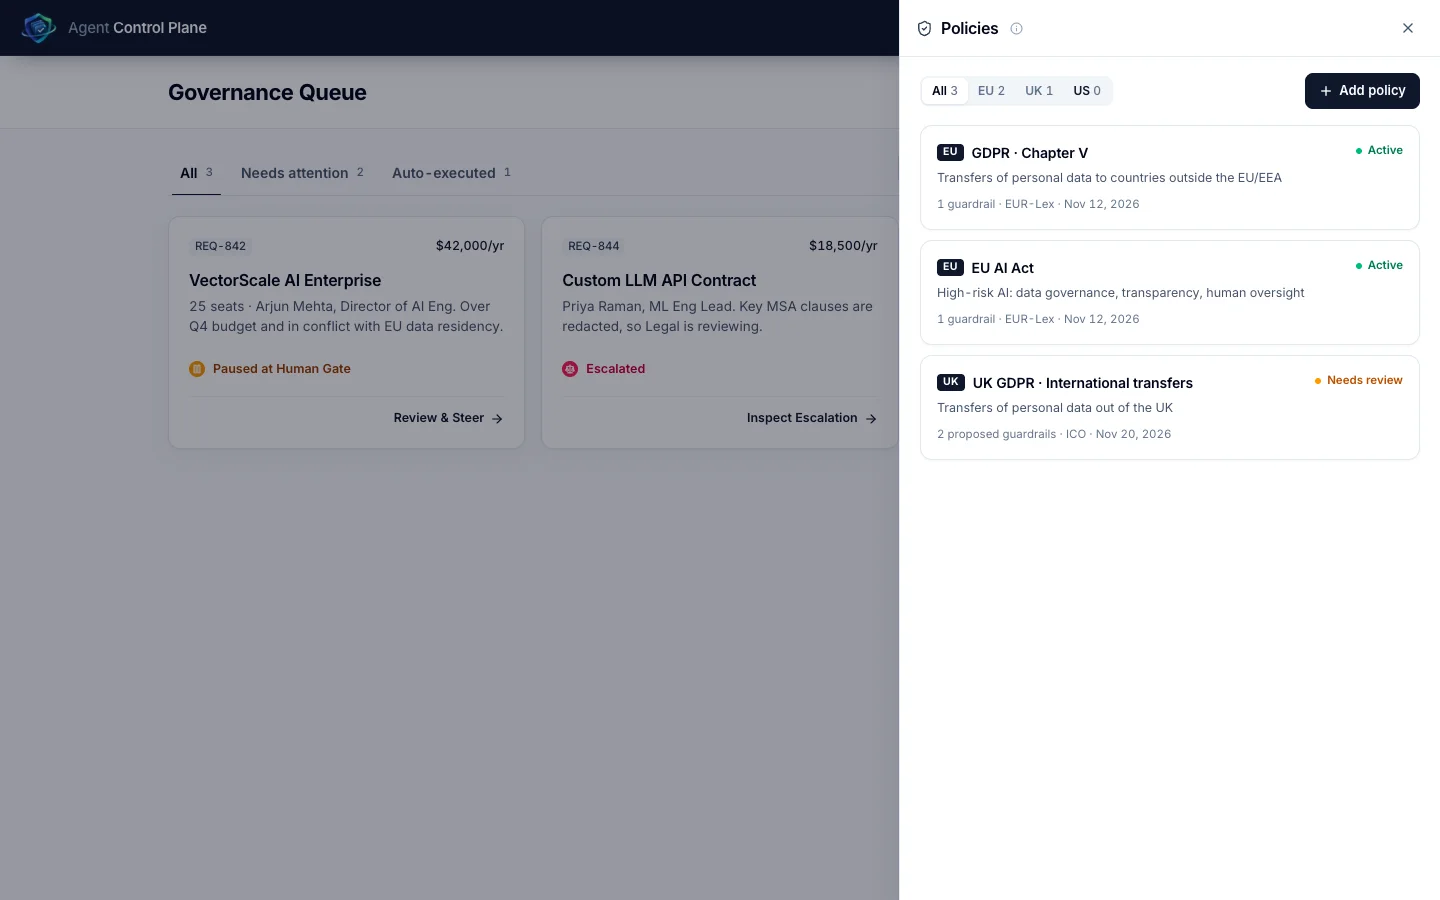 Agent Control Plane
Governance Queue
All 3
Needs attention 2
Auto-executed 1
REQ-842
$42,000/yr
VectorScale AI Enterprise
25 seats · Arjun Mehta, Director of AI Eng. Over
Q4 budget and in conflict with EU data residency.
Paused at Human Gate
Review & Steer →
REQ-844
$18,500/yr
Custom LLM API Contract
Priya Raman, ML Eng Lead. Key MSA clauses are
redacted, so Legal is reviewing.
Escalated
Inspect Escalation →
Policies
All 3
EU 2
UK 1
US 0
+ Add policy
EU GDPR · Chapter V
Active
Transfers of personal data to countries outside the EU/EEA
1 guardrail · EUR-Lex · Nov 12, 2026
EU EU AI Act
Active
High-risk AI: data governance, transparency, human oversight
1 guardrail · EUR-Lex · Nov 12, 2026
UK UK GDPR · International transfers
Needs review
Transfers of personal data out of the UK
2 proposed guardrails · ICO · Nov 20, 2026